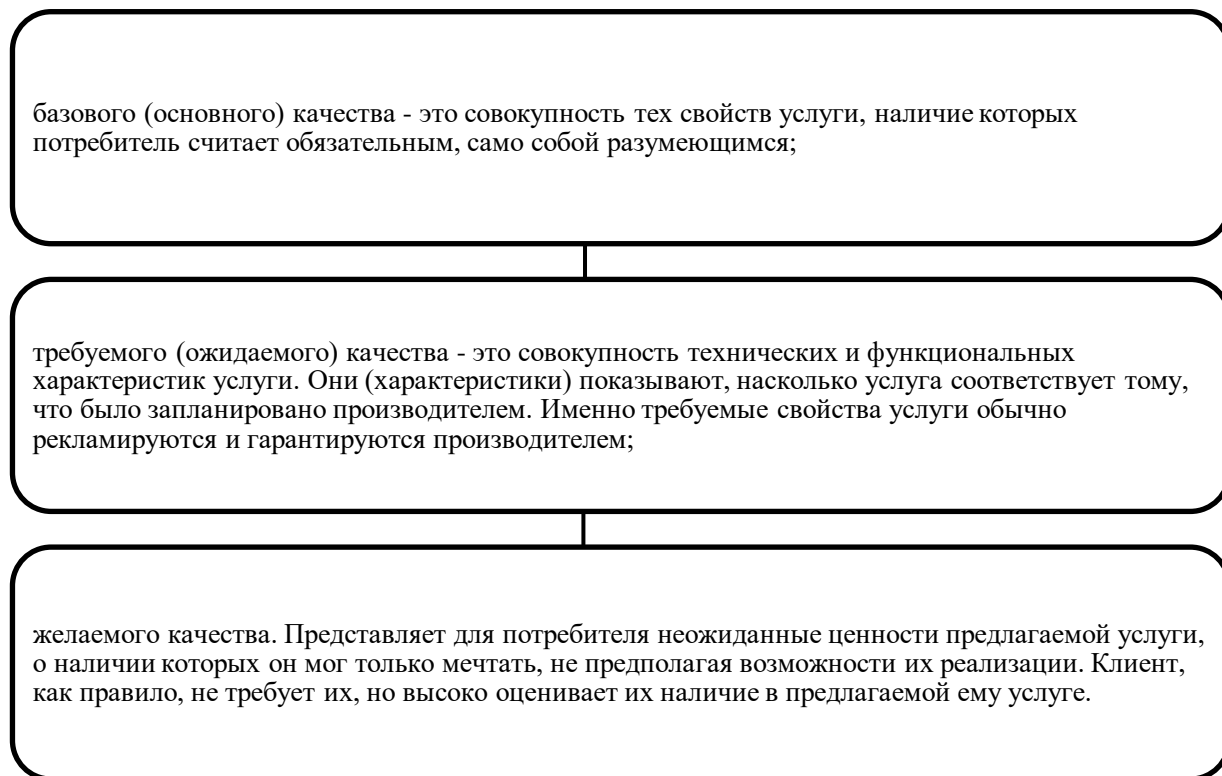 базового (основного) качества - это совокупность тех свойств услуги, наличие которых
потребитель считает обязательным, само собой разумеющимся;
требуемого (ожидаемого) качества - это совокупность технических и функциональных
характеристик услуги. Они (характеристики) показывают, насколько услуга соответствует тому,
что было запланировано производителем. Именно требуемые свойства услуги обычно
рекламируются и гарантируются производителем;
желаемого качества. Представляет для потребителя неожиданные ценности предлагаемой услуги,
о наличии которых он мог только мечтать, не предполагая возможности их реализации. Клиент,
как правило, не требует их, но высоко оценивает их наличие в предлагаемой ему услуге.